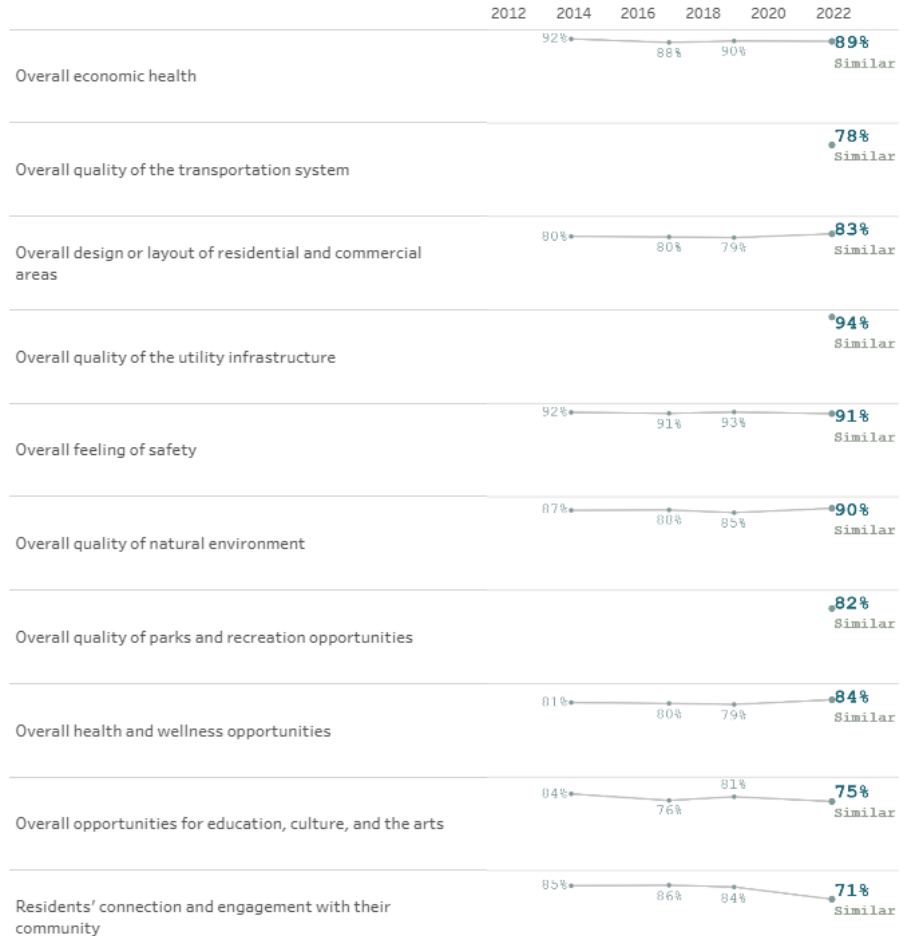 2012 2014 2016 2018 2020 2022
92% 88% 90% 89%
Similar
Overall economic health
78%
Similar
Overall quality of the transportation system
80% 80% 79% 83%
Similar
Overall design or layout of residential and commercial
areas
94%
Similar
Overall quality of the utility infrastructure
92% 91% 93% 91%
Similar
Overall feeling of safety
87% 88% 85% 90%
Similar
Overall quality of natural environment
82%
Similar
Overall quality of parks and recreation opportunities
81% 80% 79% 84%
Similar
Overall health and wellness opportunities
84% 76% 81% 75%
Similar
Overall opportunities for education, culture, and the arts
85% 86% 84% 71%
Similar
Residents’ connection and engagement with their
community